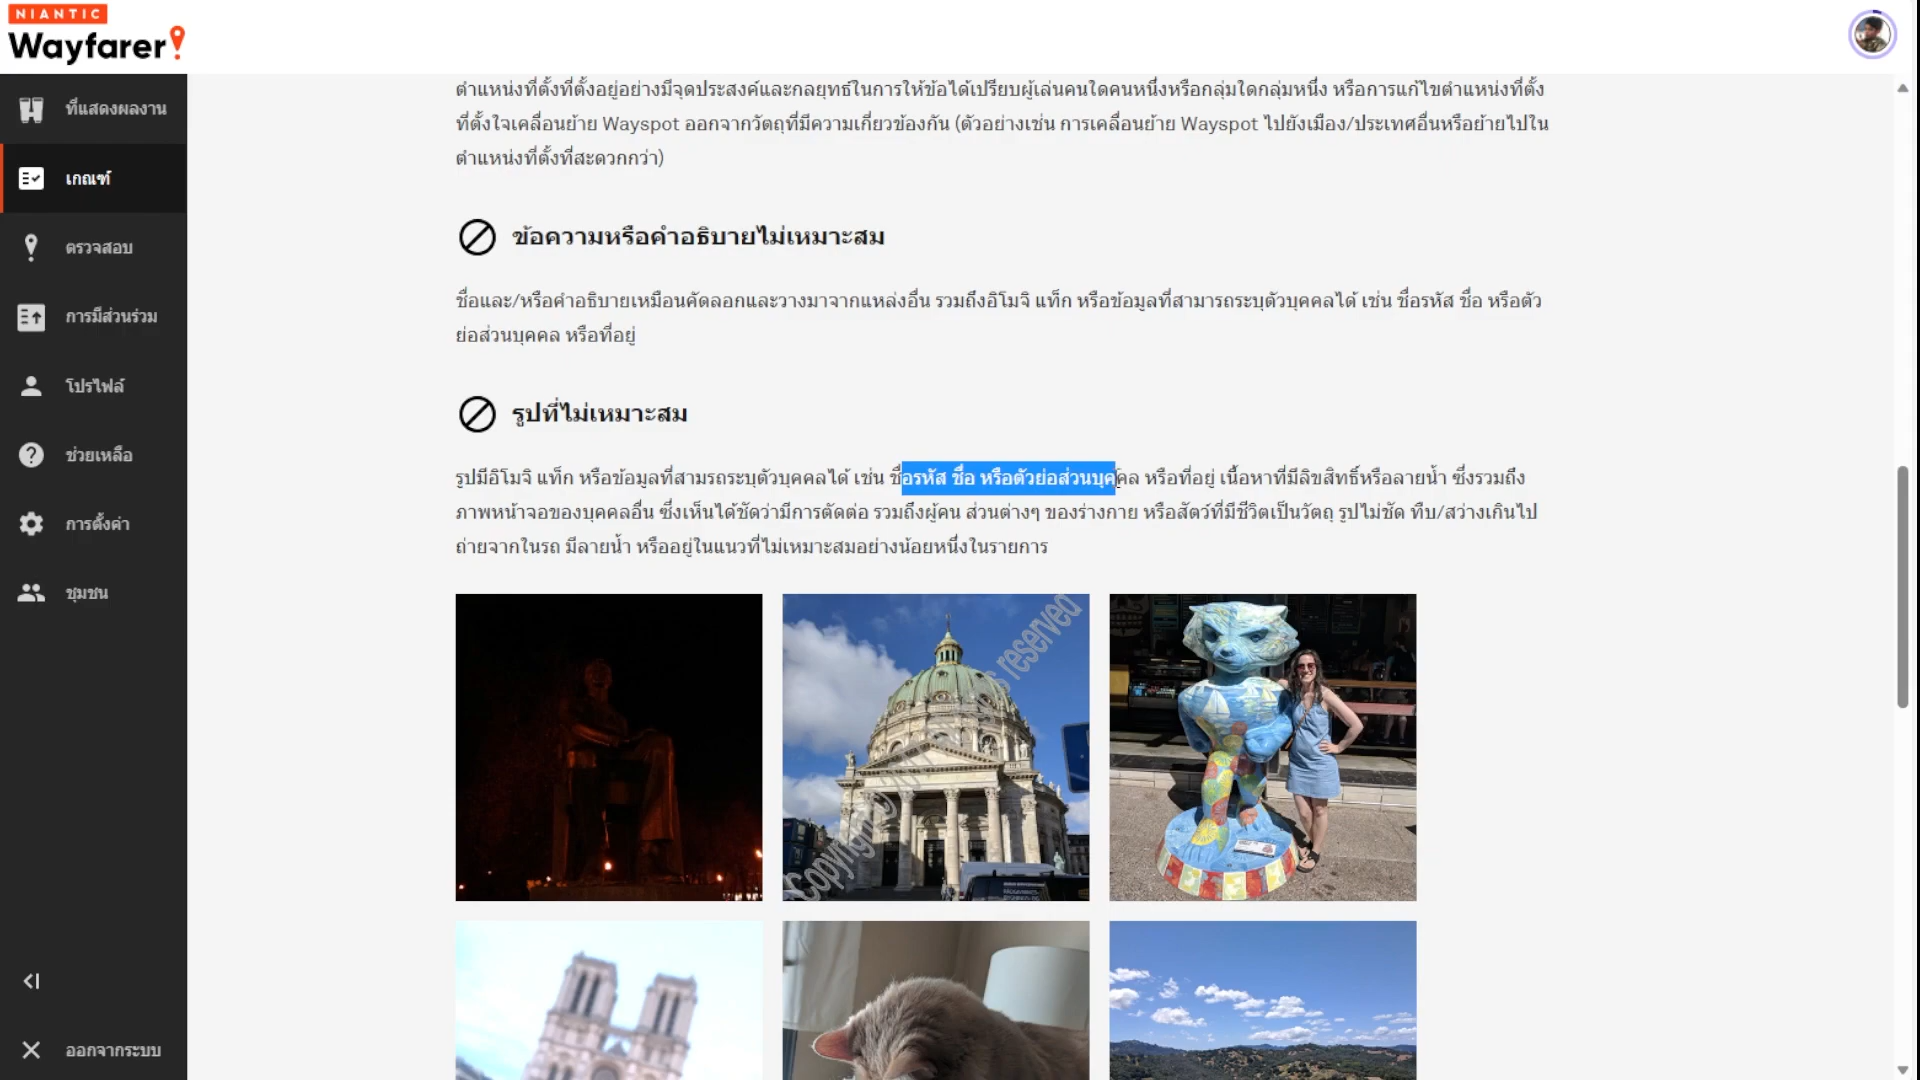 NIANTIC
Wayfarer
ที่แสดงผลงาน
เกณฑ์
ตรวจสอบ
การมีส่วนร่วม
โปรไฟล์
ช่วยเหลือ
การตั้งค่า
ชุมชน
ออกจากระบบ
ตำแหน่งที่ตั้งที่ตั้งอยู่อย่างมีจุดประสงค์และกลยุทธ์ในการให้ข้อได้เปรียบผู้เล่นคนใดคนหนึ่งหรือกลุ่มใดกลุ่มหนึ่ง หรือการแก้ไขตำแหน่งที่ตั้ง
ที่ตั้งใจเคลื่อนย้าย Wayspot ออกจากวัตถุที่มีความเกี่ยวข้องกัน (ตัวอย่างเช่น การเคลื่อนย้าย Wayspot ไปยังเมือง/ประเทศอื่นหรือย้ายไปใน
ตำแหน่งที่ตั้งที่สะดวกกว่า)
ข้อความหรือคำอธิบายไม่เหมาะสม
ชื่อและ/หรือคำอธิบายเหมือนคัดลอกและวางมาจากแหล่งอื่น รวมถึงอิโมจิ แท็ก หรือข้อมูลที่สามารถระบุตัวบุคคลได้ เช่น ชื่อรหัส ชื่อ หรือตัว
ย่อส่วนบุคคล หรือที่อยู่
รูปที่ไม่เหมาะสม
รูปมีอิโมจิ แท็ก หรือข้อมูลที่สามรถระบุตัวบุคคลได้ เช่น ชื่อรหัส ชื่อ หรือตัวย่อส่วนบุคคล หรือที่อยู่ เนื้อหาที่มีลิขสิทธิ์หรือลายน้ำ ซึ่งรวมถึง
ภาพหน้าจอของบุคคลอื่น ซึ่งเห็นได้ชัดว่ามีการตัดต่อ รวมถึงผู้คน ส่วนต่างๆ ของร่างกาย หรือสัตว์ที่มีชีวิตเป็นวัตถุ รูปไม่ชัด ทึบ/สว่างเกินไป
ถ่ายจากในรถ มีลายน้ำ หรืออยู่ในแนวที่ไม่เหมาะสมอย่างน้อยหนึ่งในรายการ
Copyright reserved